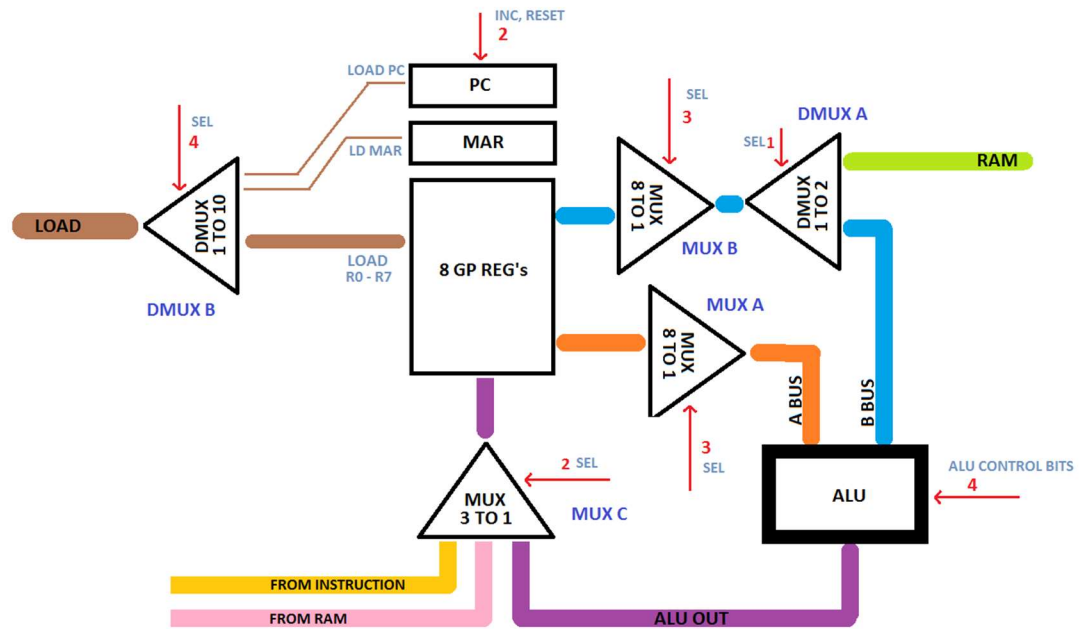 INC, RESET
2
LOAD PC
PC
SEL
4
LD MAR
MAR
SEL
3
DMUX A
SEL 1
RAM
MUX
8 TO 1
DMUX
1 TO 2
LOAD
DMUX
1 TO 10
LOAD
R0 - R7
8 GP REG's
MUX B
DMUX B
MUX A
MUX
8 TO 1
A BUS
B BUS
3
SEL
2 SEL
MUX
3 TO 1
MUX C
ALU
ALU CONTROL BITS
4
FROM INSTRUCTION
FROM RAM
ALU OUT